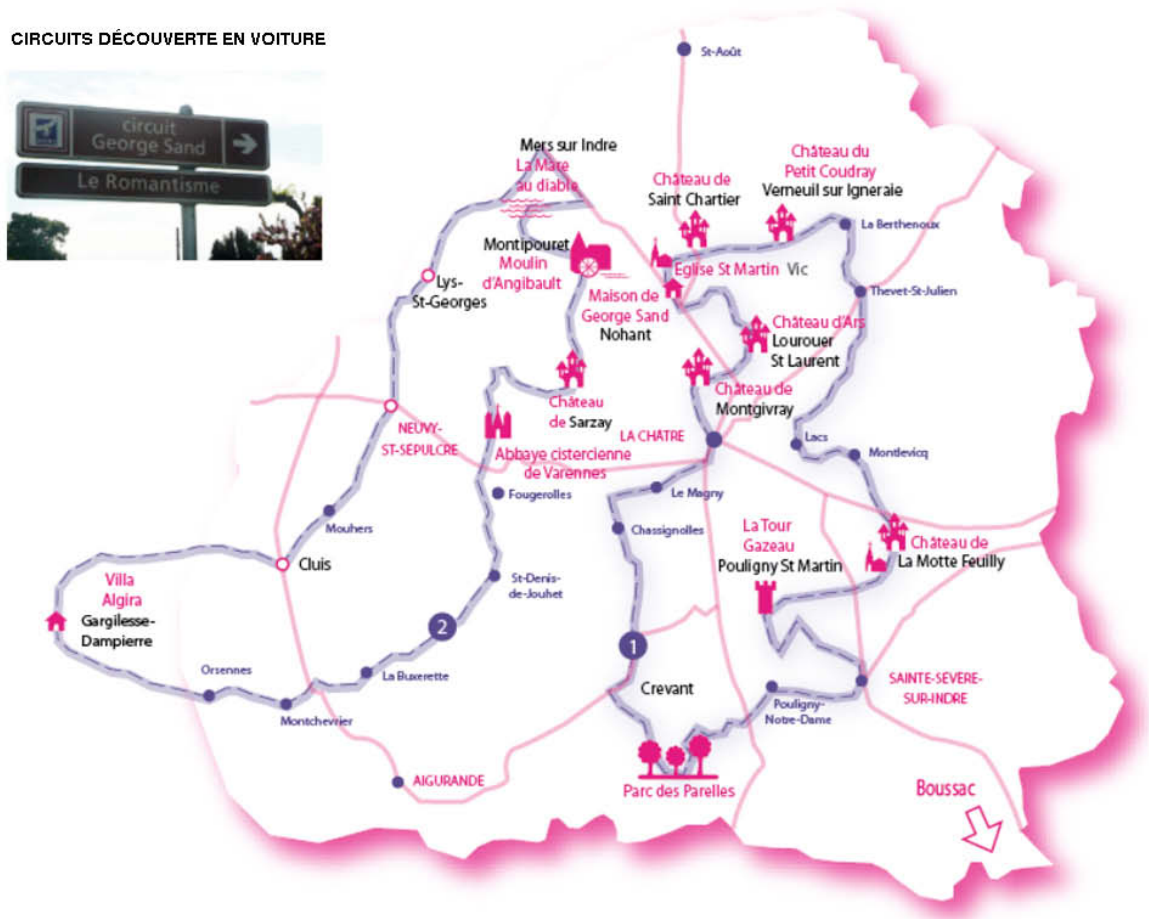 CIRCUITS DÉCOUVERTE EN VOITURE
circuit
George Sand
Le Romantisme
St-Août
Mers sur Indre
La Mare
au diable
Château du
Petit Coudray
Verneuil sur Igneraie
Château de
Saint Chartier
La Berthenoux
Montipouret
Moulin
d'Angibault
Eglise St Martin Vic
Lys-
St-Georges
Thevet-St-Julien
Maison de
George Sand
Nohant
Château d'Ars
Lourouer
St Laurent
Château
de Sarzay
Château de
Montgivray
NEUVY-
ST-SEPULCRE
LA CHÂTRE
Lacs
Abbaye cistercienne
de Varennes
Montlevicq
Fougerolles
Le Magny
Mouhers
Chassignolles
La Tour
Gazeau
Pouligny St Martin
Château de
La Motte Feuilly
Cluis
Villa
Algira
Gargilesse-
Dampierre
St-Denis-
de-Jouhet
2
1
Orsennes
La Buxerette
Crevant
SAINTE-SEVERE-
SUR-INDRE
Montchevrier
Pouligny-
Notre-Dame
AIGURANDE
Parc des Parelles
Boussac